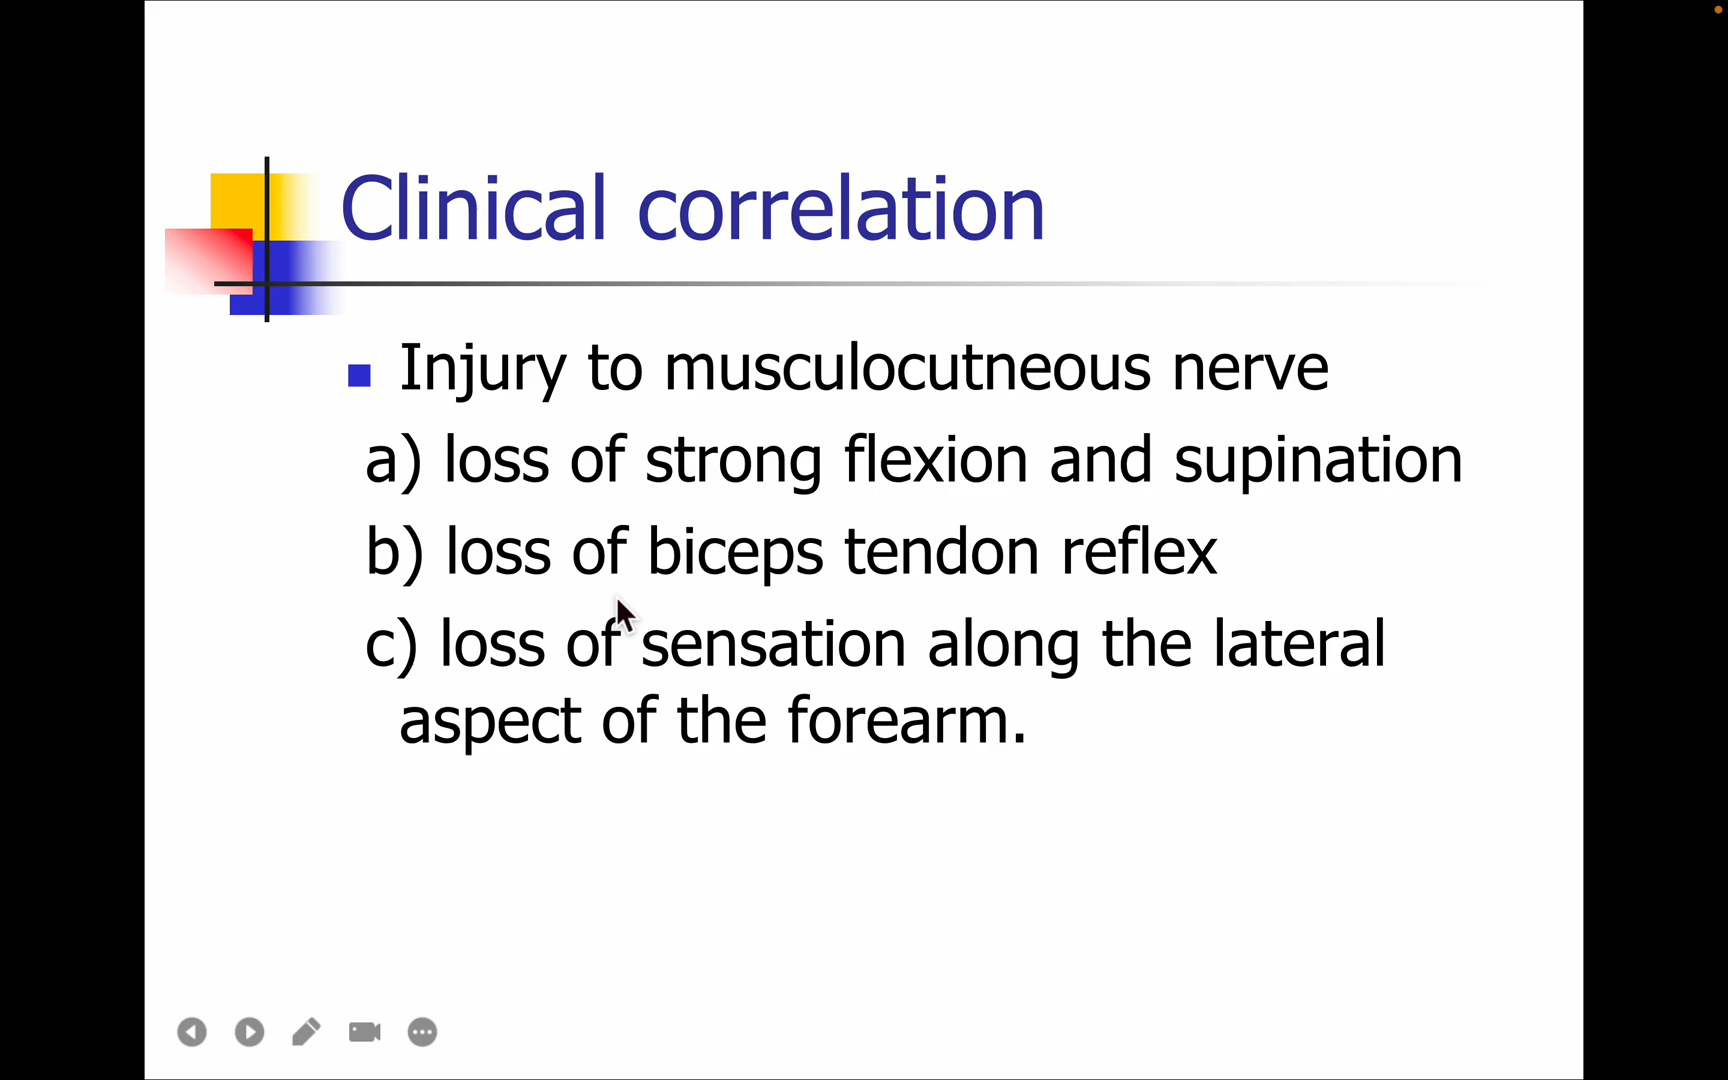 Clinical correlation
Injury to musculocutneous nerve
a) loss of strong flexion and supination
b) loss of biceps tendon reflex
c) loss of sensation along the lateral
aspect of the forearm.